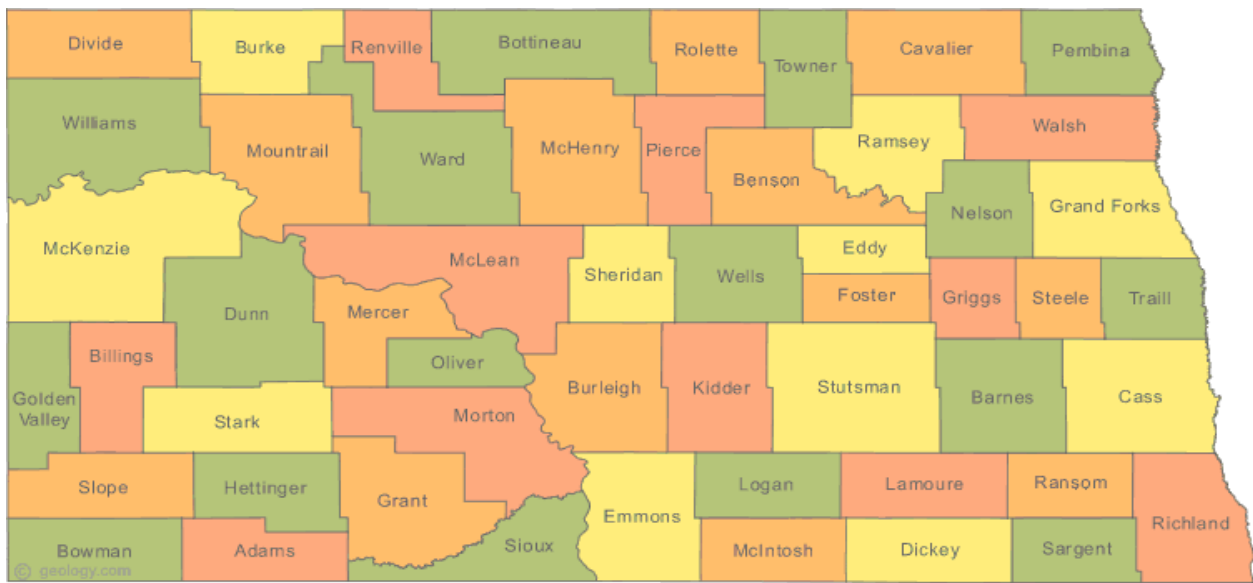 Divide
Burke
Renville
Bottineau
Rolette
Towner
Cavalier
Pembina
Williams
Mountrail
Ward
McHenry
Pierce
Benson
Ramsey
Walsh
Nelson
Grand Forks
McKenzie
Dunn
McLean
Sheridan
Wells
Eddy
Foster
Griggs
Steele
Traill
Mercer
Oliver
Billings
Golden
Valley
Stark
Morton
Burleigh
Kidder
Stutsman
Barnes
Cass
Slope
Hettinger
Grant
Emmons
Logan
Lamoure
Ransom
Richland
Bowman
Adams
Sioux
McIntosh
Dickey
Sargent
© geology.com